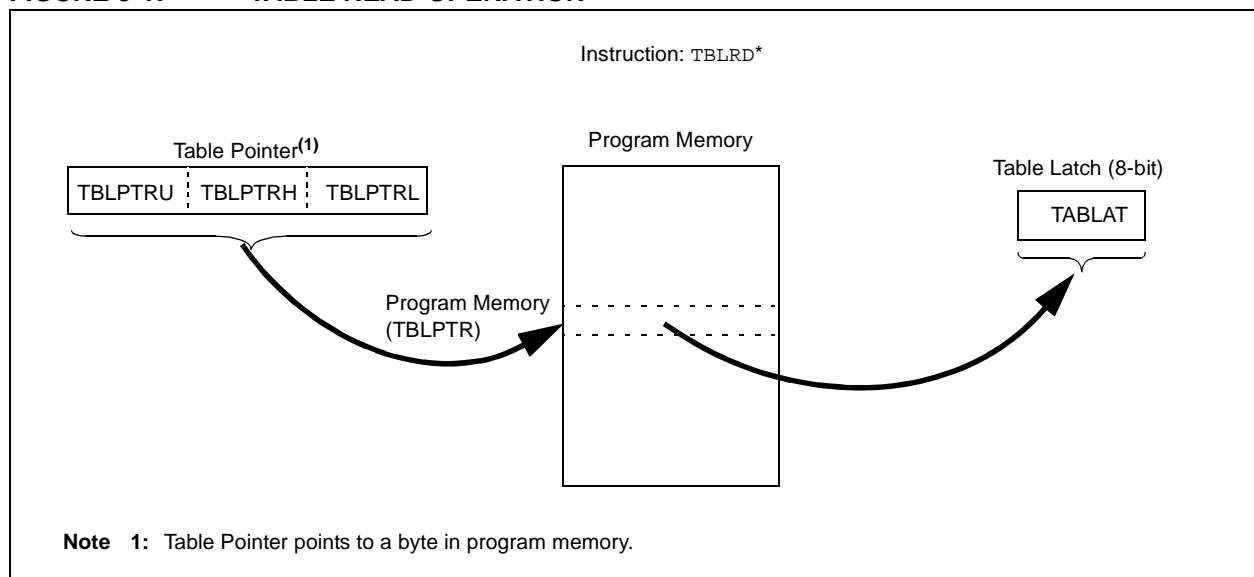 Instruction: TBLRD*
Table Pointer(1)
TBLPTRU TBLPTRH TBLPTRL
Program Memory
Table Latch (8-bit)
TABLAT
Program Memory
(TBLPTR)
Note 1: Table Pointer points to a byte in program memory.